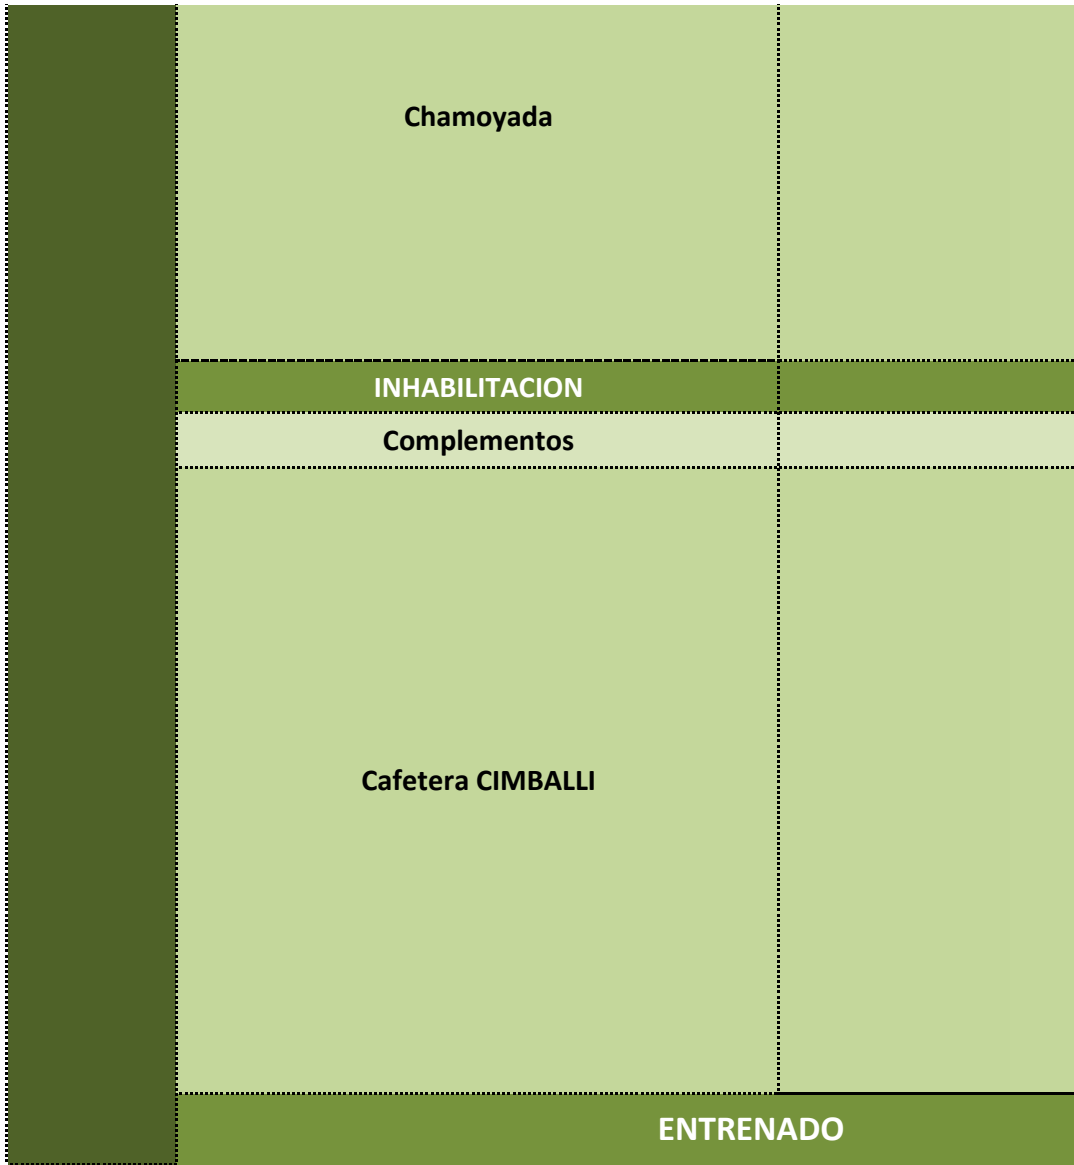 Chamoyada
INHABILITACION
Complementos
Cafetera CIMBALLI
ENTRENADO